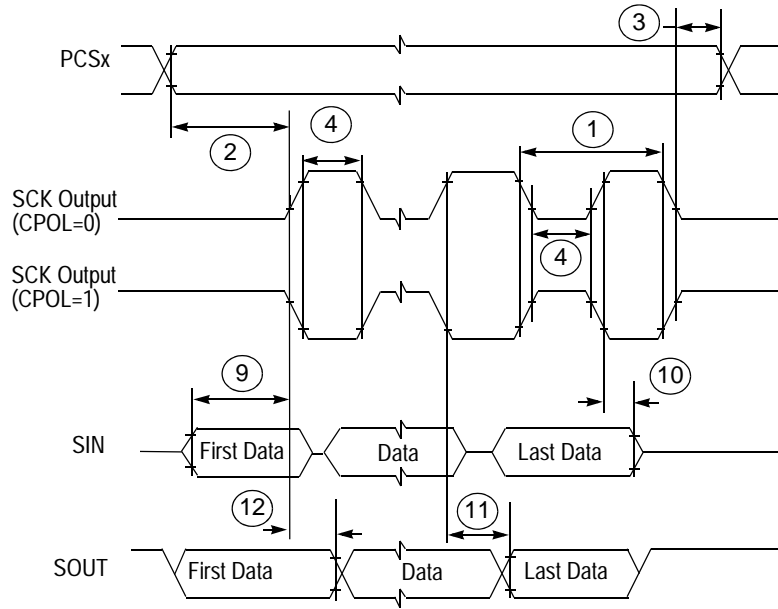 3
PCSx
2
4
1
SCK Output
(CPOL=0)
4
SCK Output
(CPOL=1)
9
10
SIN
First Data
Data
Last Data
12
11
SOUT
First Data
Data
Last Data